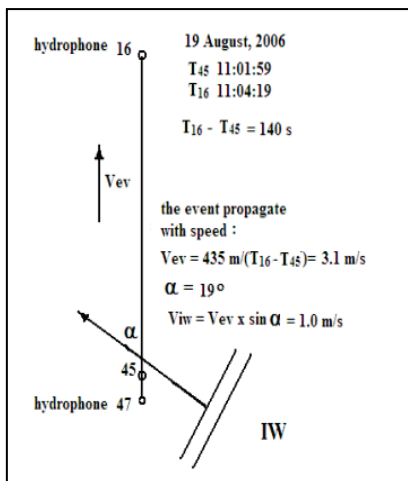 hydrophone 16
19 August, 2006
T45 11:01:59
T16 11:04:19
T16 - T45 = 140 s
Vev
the event propagate
with speed :
Vev = 435 m/(T16-T45)= 3.1 m/s
α = 19°
Viw = Vev x sin α = 1.0 m/s
α
45
hydrophone 47
IW